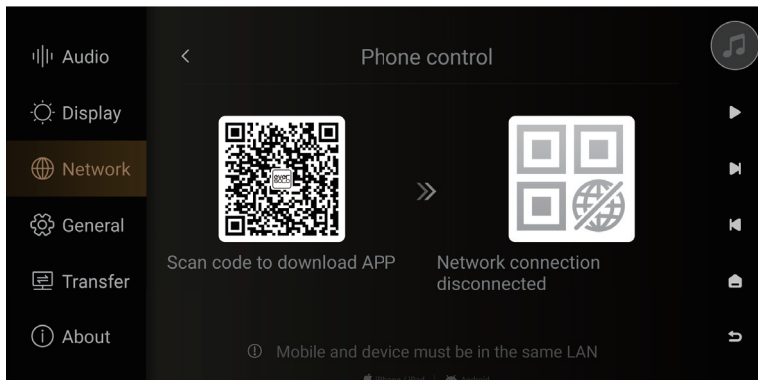 Audio
Display
Network
General
Transfer
About
Phone control
Scan code to download APP
Network connection
disconnected
Mobile and device must be in the same LAN